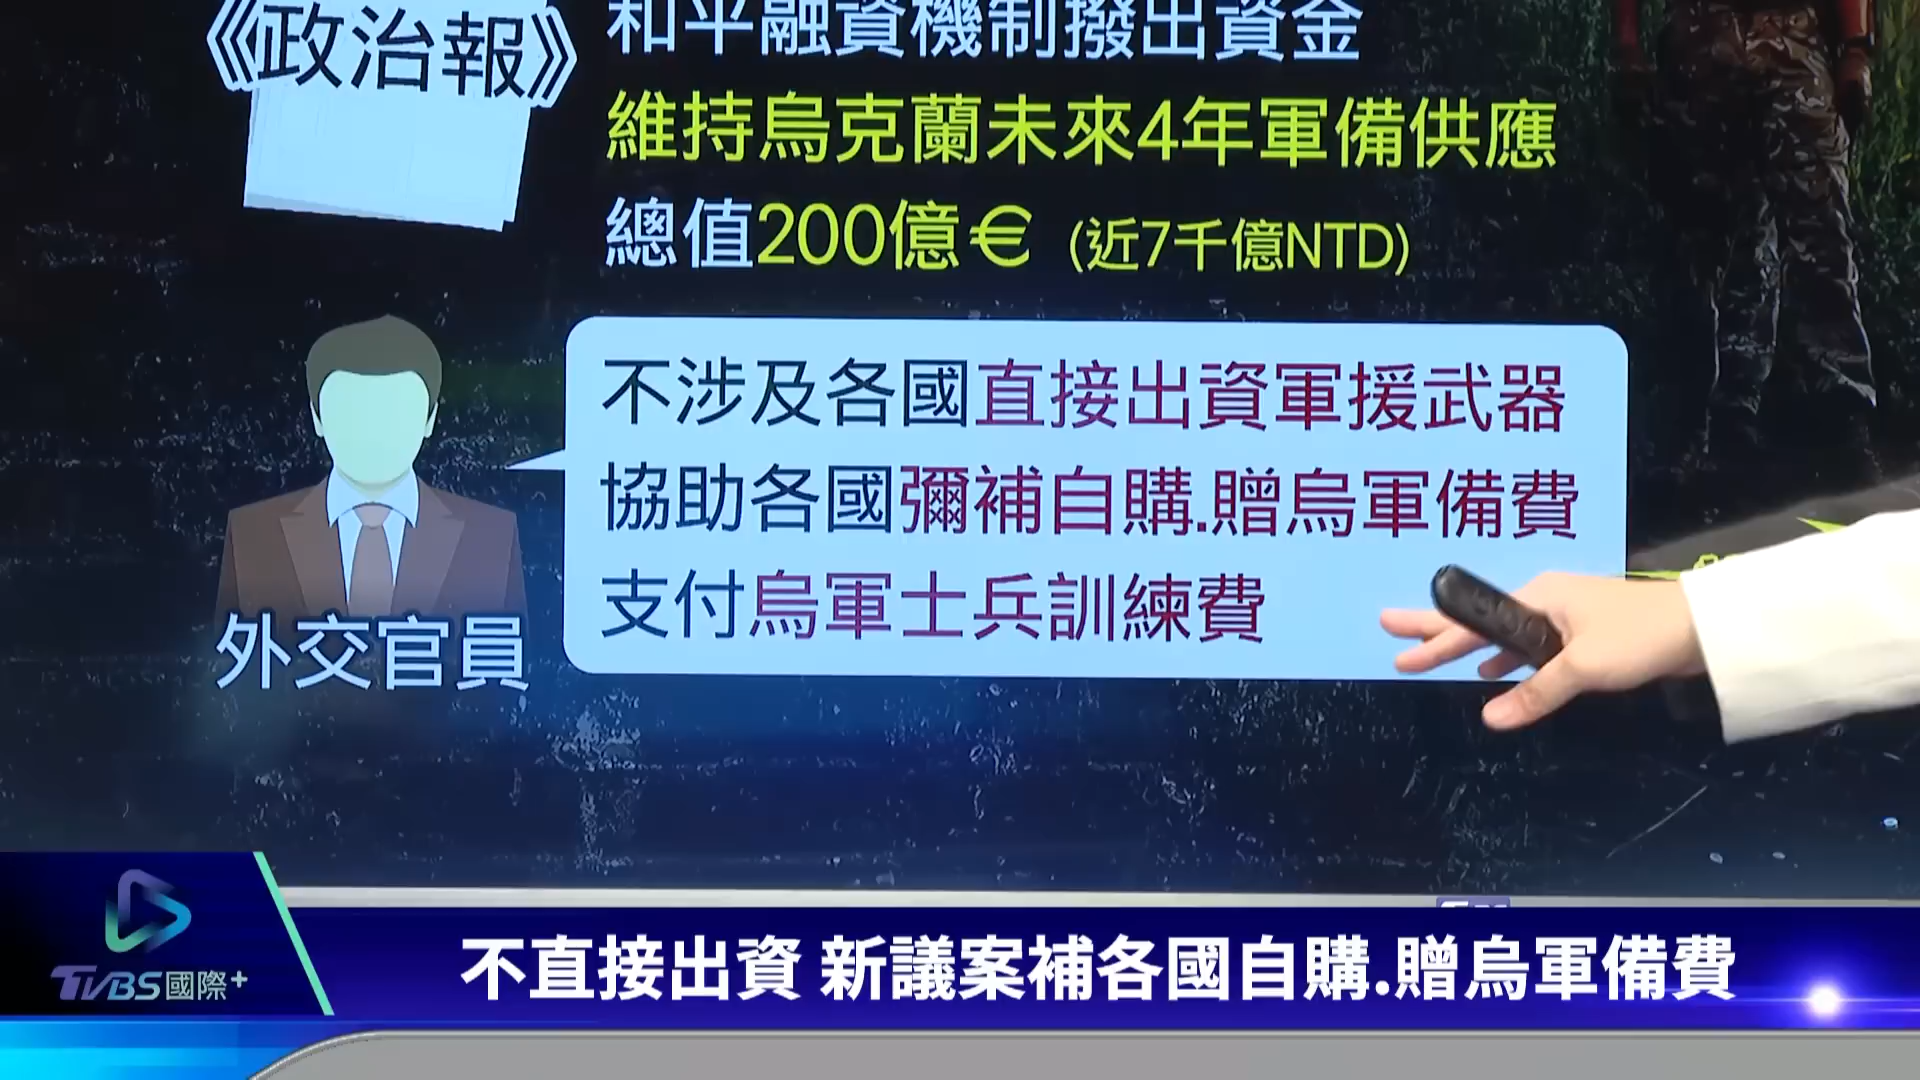 《政治報》
和平融資機制撥出資金
維持烏克蘭未來4年軍備供應
總值200億€ (近7千億NTD)
不涉及各國直接出資軍援武器
協助各國彌補自購.贈烏軍備費
支付烏軍士兵訓練費
外交官員
不直接出資 新議案補各國自購.贈烏軍備費
TVBS國際+